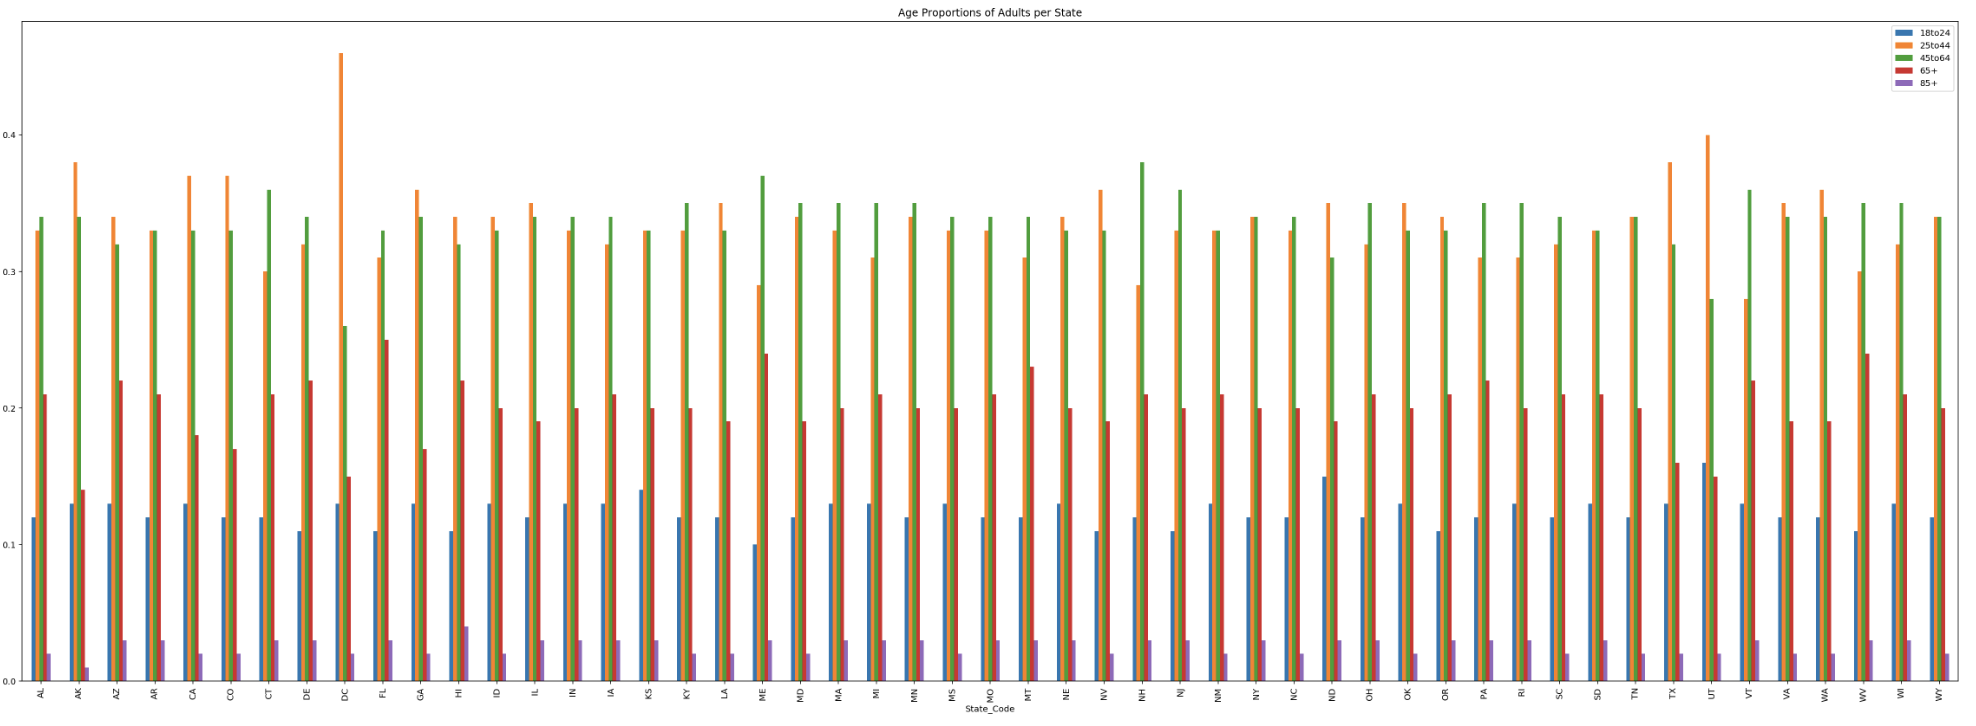 Age Proportions of Adults per State
18to24
25to44
45to64
65+
85+
0.4
0.3
0.2
0.1
0.0
AL AK AZ AR CA CO CT DE DC FL GA HI ID IL IN IA KS KY LA ME MD MA MI MN MS MO MT NE NV NH NJ NM NY NC ND OH OK OR PA RI SC SD TN TX UT VT VA WA WV WI WY
State_Code